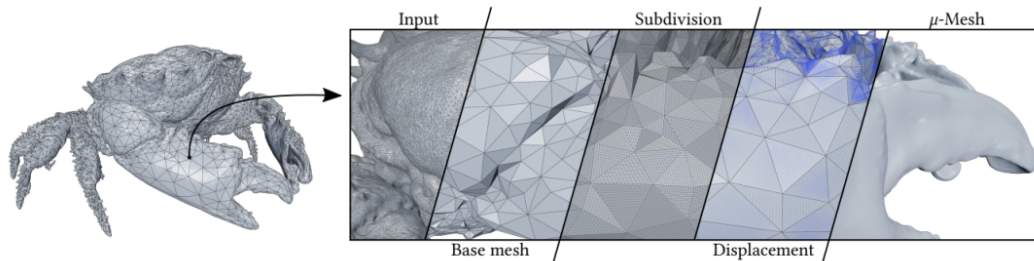 Input
Subdivision
μ-Mesh
Base mesh
Displacement